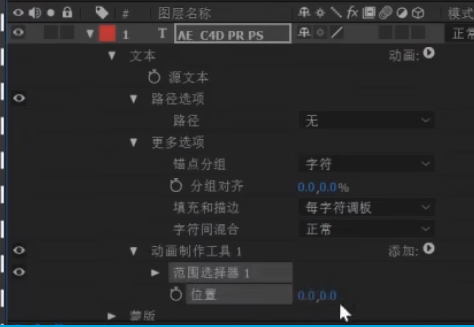 # 图层名称 fx 模式
1 T AE C4D PR PS 正常
文本 动画:
源文本
路径选项
路径 无
更多选项
锚点分组 字符
分组对齐 0.0,0.0%
填充和描边 每字符调板
字符间混合 正常
动画制作工具 1 添加:
范围选择器 1
位置 0.0,0.0
蒙版